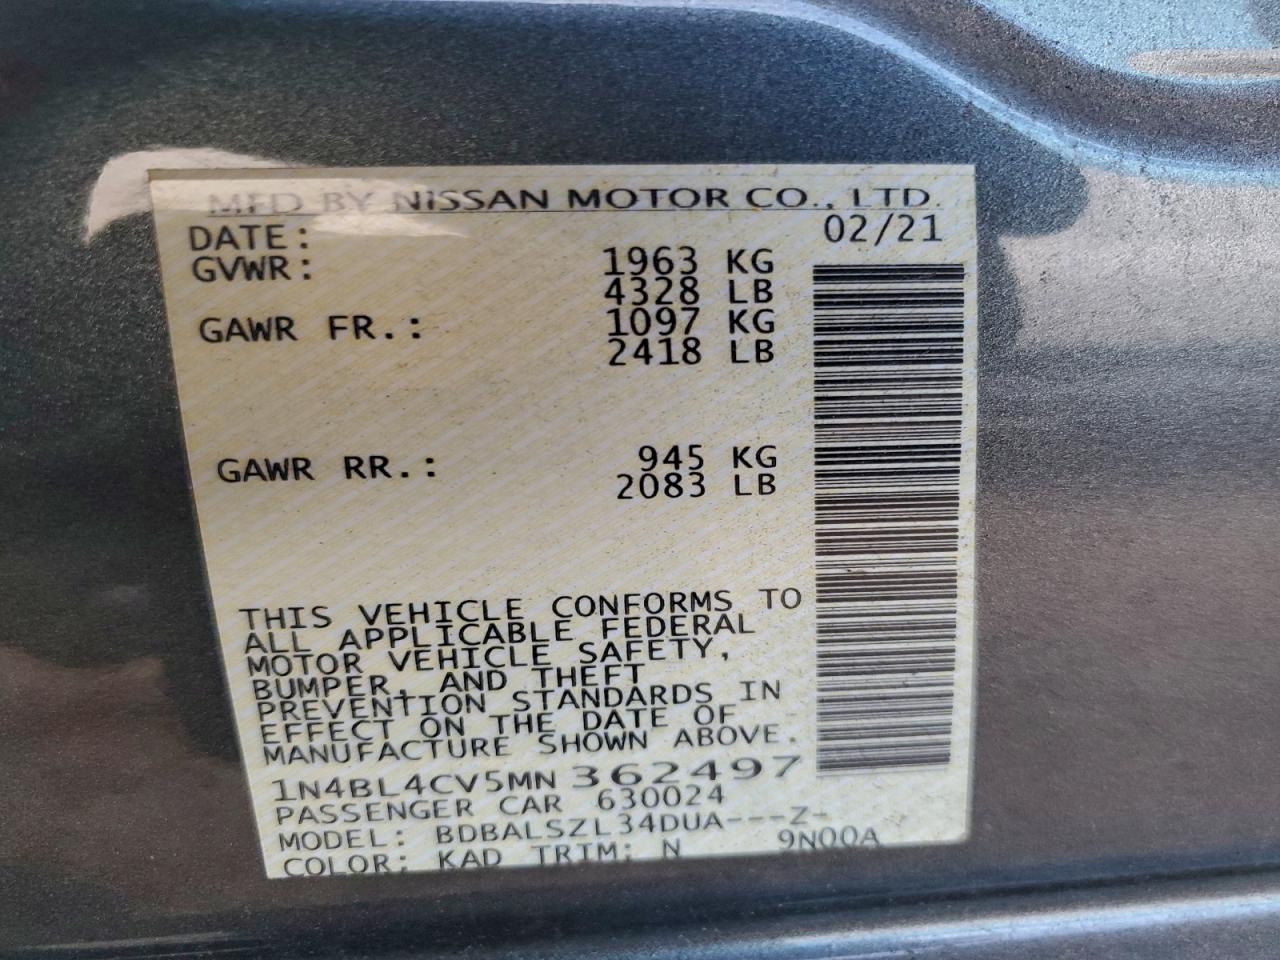 MFD BY NISSAN MOTOR CO., LTD.
DATE: 02/21
GVWR: 1963 KG
4328 LB
GAWR FR.: 1097 KG
2418 LB
GAWR RR.: 945 KG
2083 LB
THIS VEHICLE CONFORMS TO
ALL APPLICABLE FEDERAL
MOTOR VEHICLE SAFETY,
BUMPER, AND THEFT
PREVENTION STANDARDS IN
EFFECT ON THE DATE OF
MANUFACTURE SHOWN ABOVE.
1N4BL4CV5MN362497
PASSENGER CAR 630024
MODEL: BDBALSZL34DUA---Z-
COLOR: KAD TRIM: N 9N00A